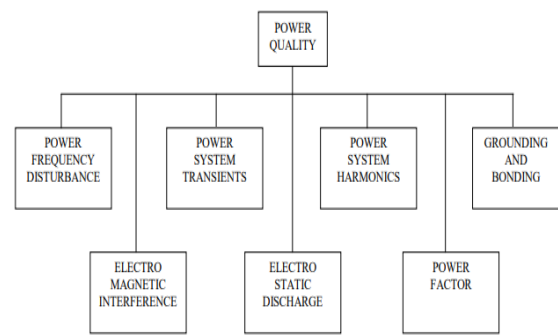 POWER
QUALITY
POWER
FREQUENCY
DISTURBANCE
POWER
SYSTEM
TRANSIENTS
POWER
SYSTEM
HARMONICS
GROUNDING
AND
BONDING
ELECTRO
MAGNETIC
INTERFERENCE
ELECTRO
STATIC
DISCHARGE
POWER
FACTOR